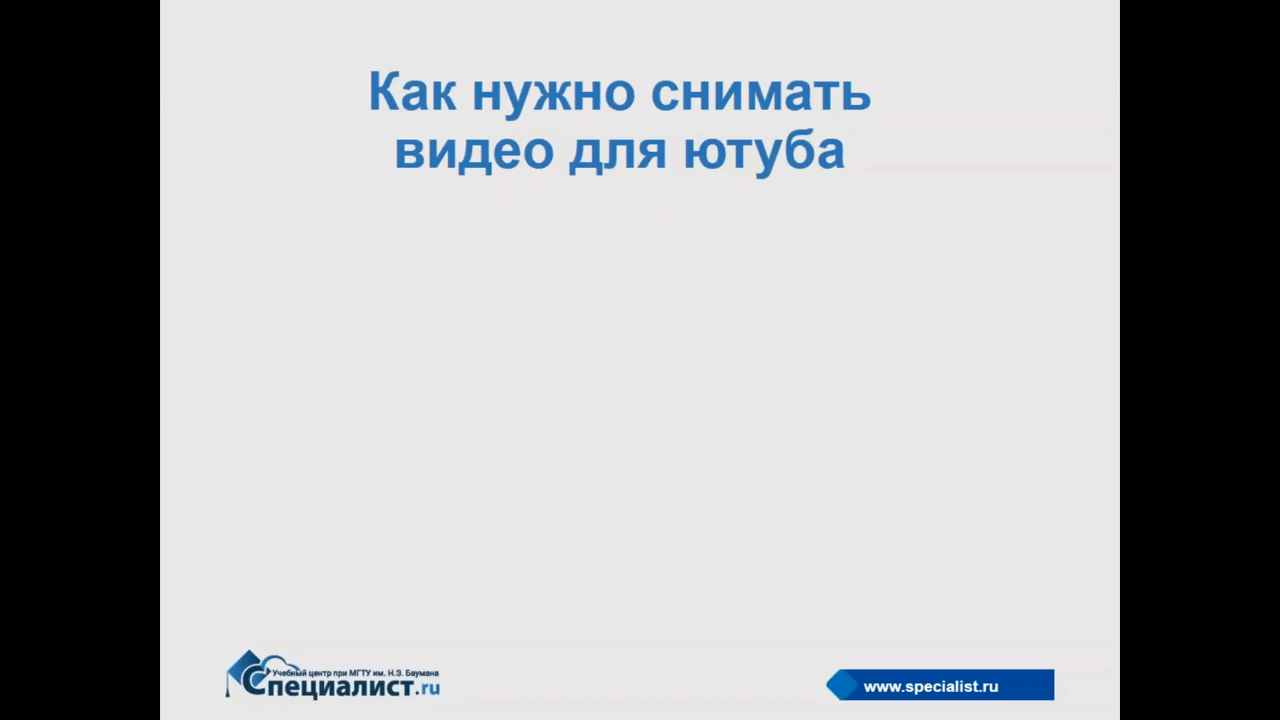 Как нужно снимать
видео для ютуба
Учебный центр при МГТУ им. Н.Э. Баумана
Специалист.ru
www.specialist.ru